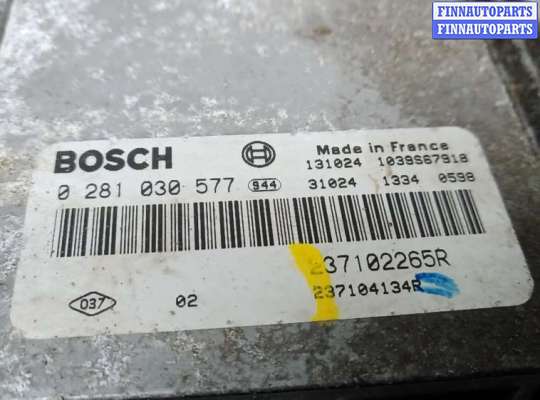 FINNAUTOPARTS
FINNAUTOPARTS
BOSCH
Made in France
131024 1039S67918
0 281 030 577 944 31024 1334 0598
237102265R
037 02 237104134R